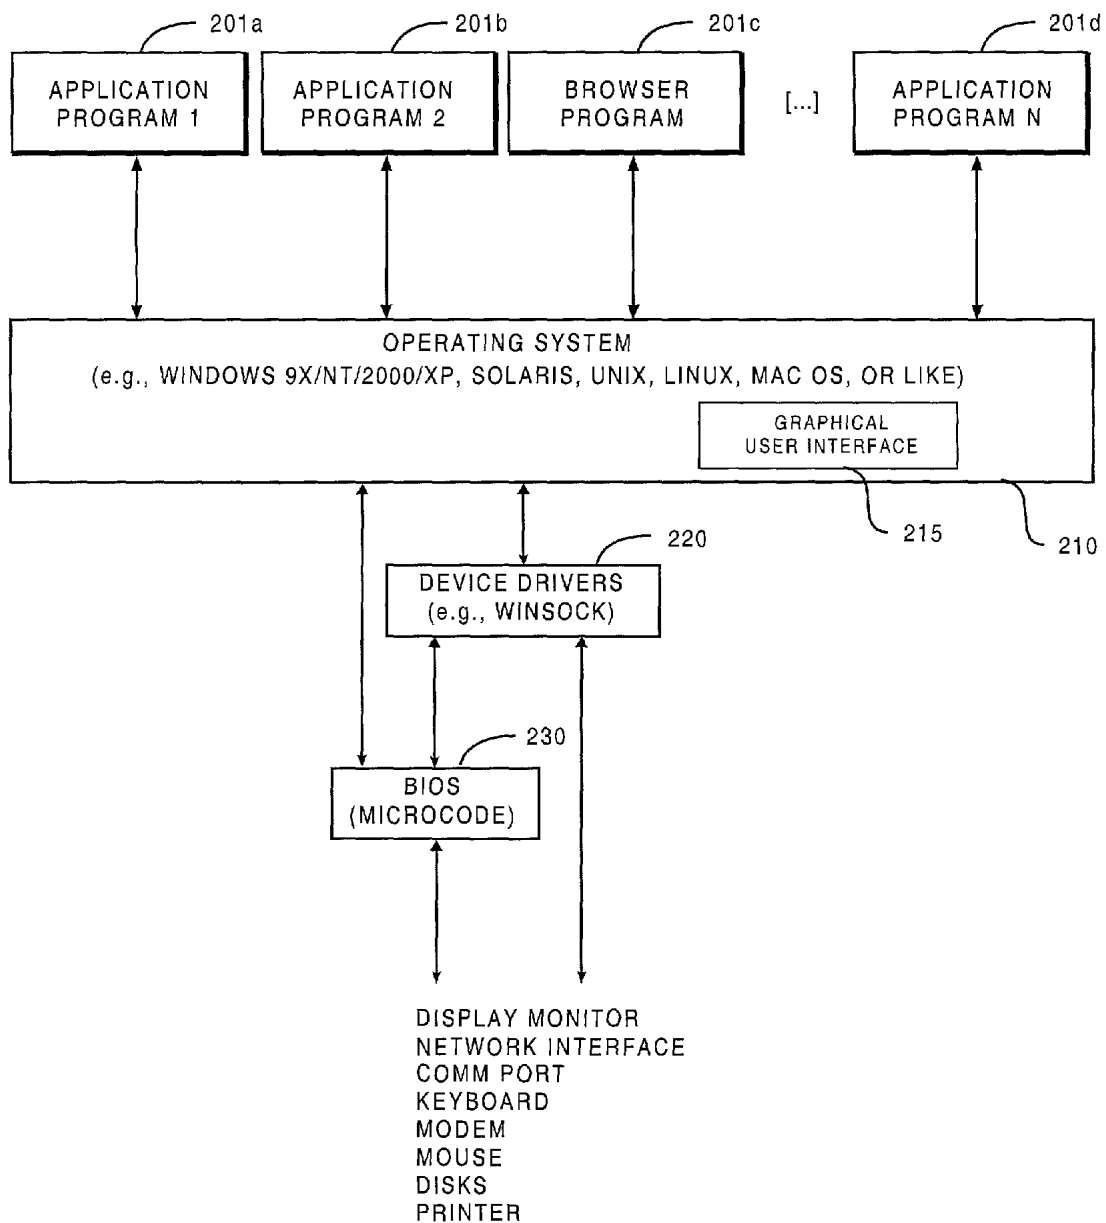 201a
201b
201c
201d
APPLICATION
PROGRAM 1
APPLICATION
PROGRAM 2
BROWSER
PROGRAM
[...]
APPLICATION
PROGRAM N
OPERATING SYSTEM
(e.g., WINDOWS 9X/NT/2000/XP, SOLARIS, UNIX, LINUX, MAC OS, OR LIKE)
GRAPHICAL
USER INTERFACE
215
210
220
DEVICE DRIVERS
(e.g., WINSOCK)
230
BIOS
(MICROCODE)
DISPLAY MONITOR
NETWORK INTERFACE
COMM PORT
KEYBOARD
MODEM
MOUSE
DISKS
PRINTER